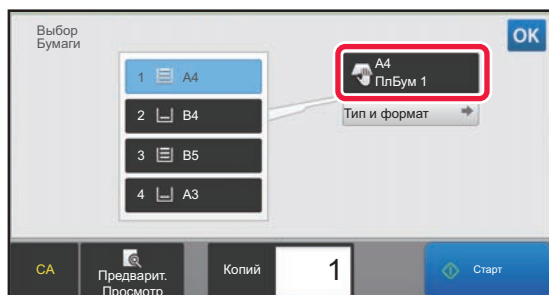 Выбор
Бумаги
OK
1 A4
2 B4
3 B5
4 A3
A4
ПлБум 1
Тип и формат
CA
Предварит.
Просмотр
Копий
1
Старт